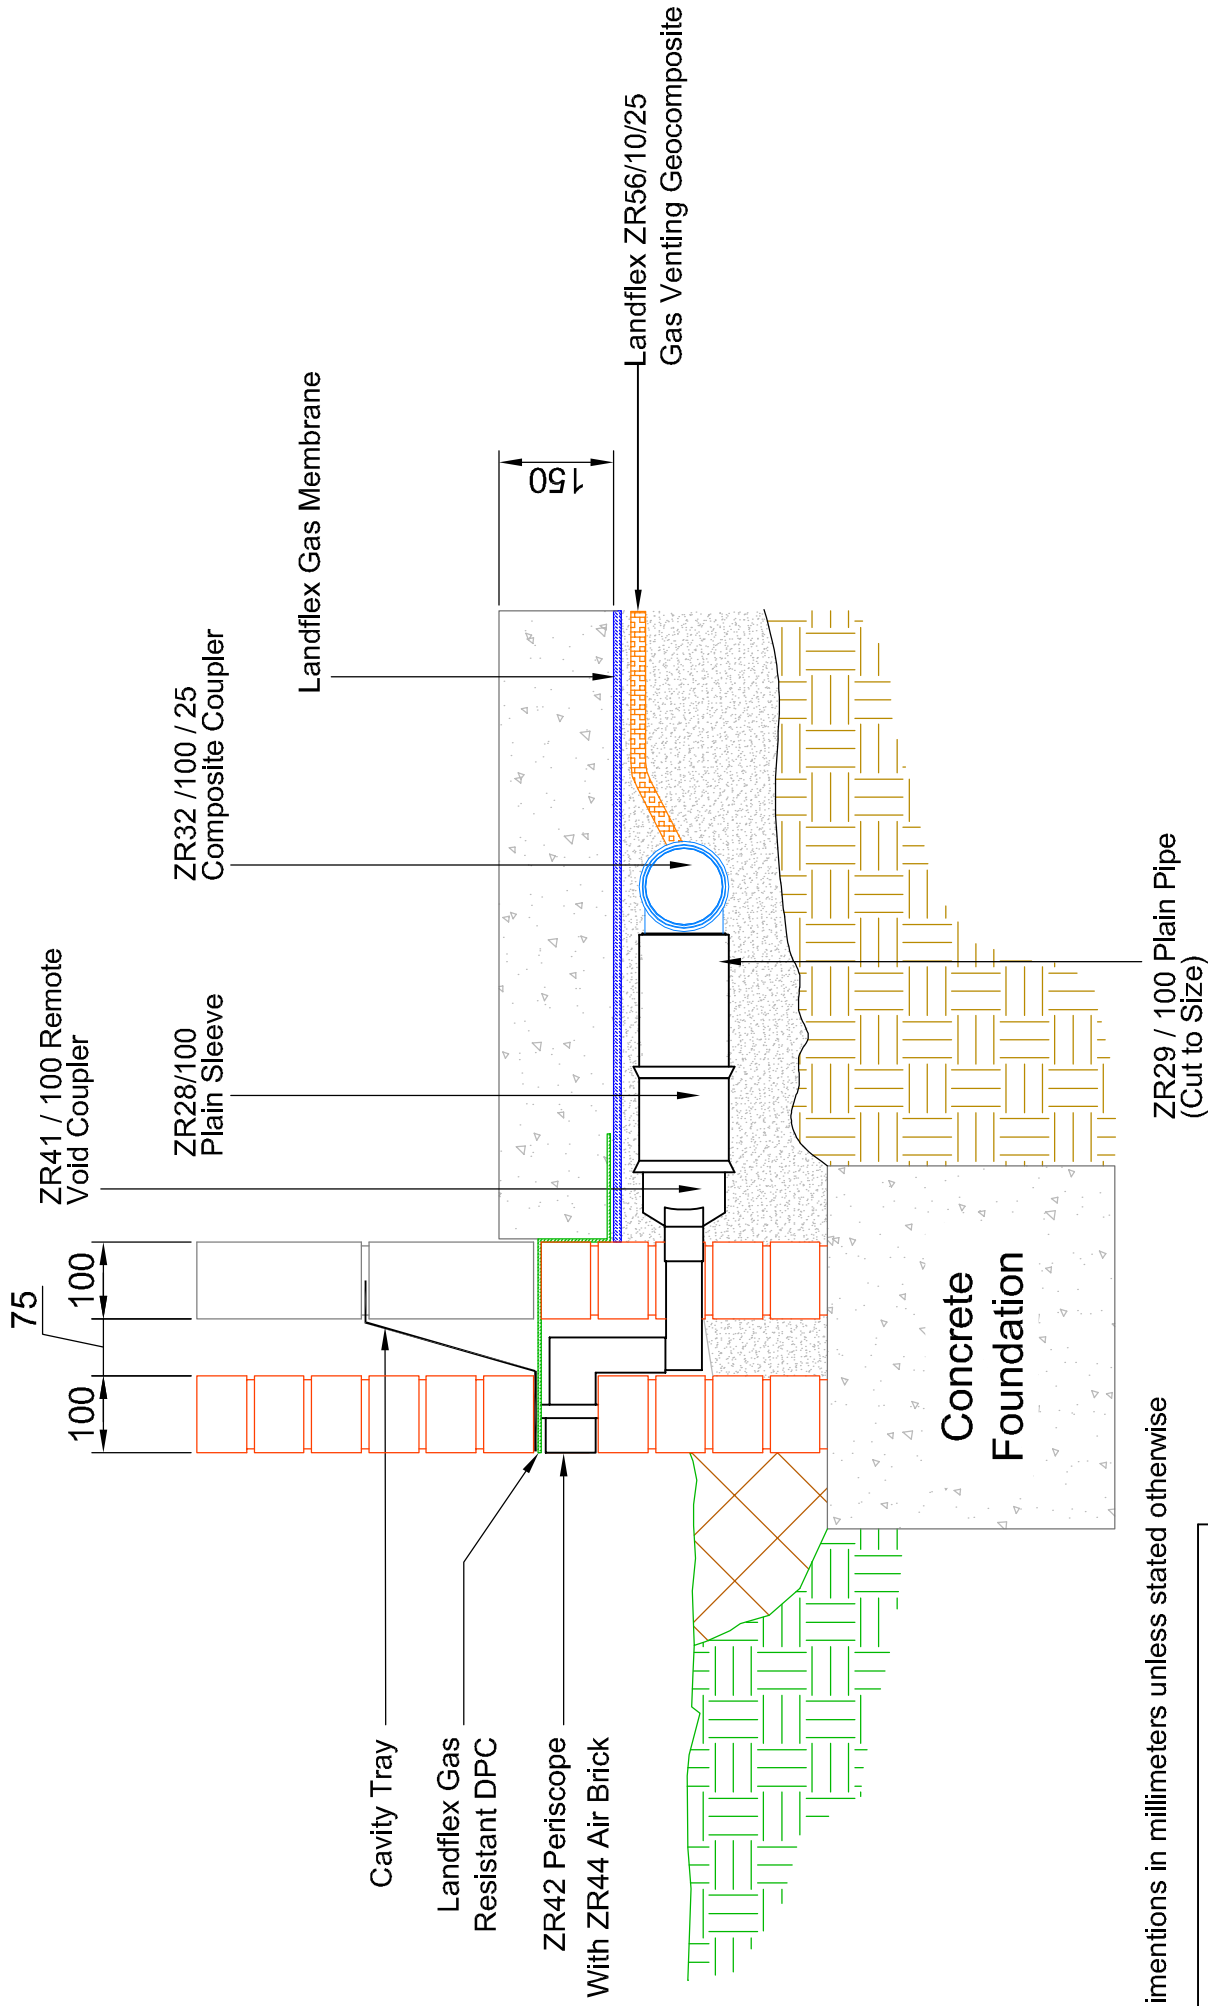 100
75
100
ZR41 / 100 Remote
Void Coupler
ZR28/100
Plain Sleeve
ZR32 /100 / 25
Composite Coupler
Landflex Gas Membrane
150
Landflex ZR56/10/25
Gas Venting Geocomposite
Cavity Tray
Landflex Gas
Resistant DPC
ZR42 Periscope
With ZR44 Air Brick
Concrete
Foundation
ZR29 / 100 Plain Pipe
(Cut to Size)
imentions in millimeters unless stated otherwise